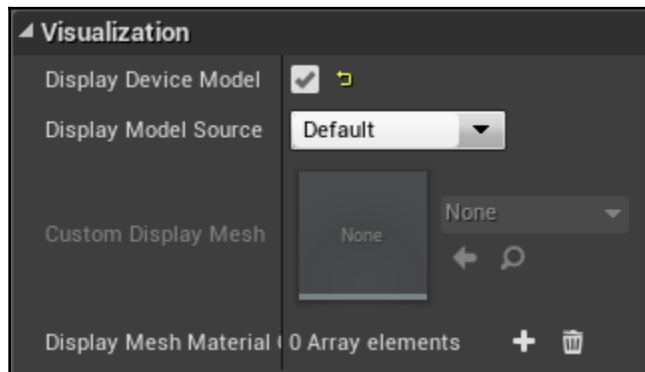 Visualization
Display Device Model
Display Model Source Default
None
Custom Display Mesh None
Display Mesh Material 0 Array elements